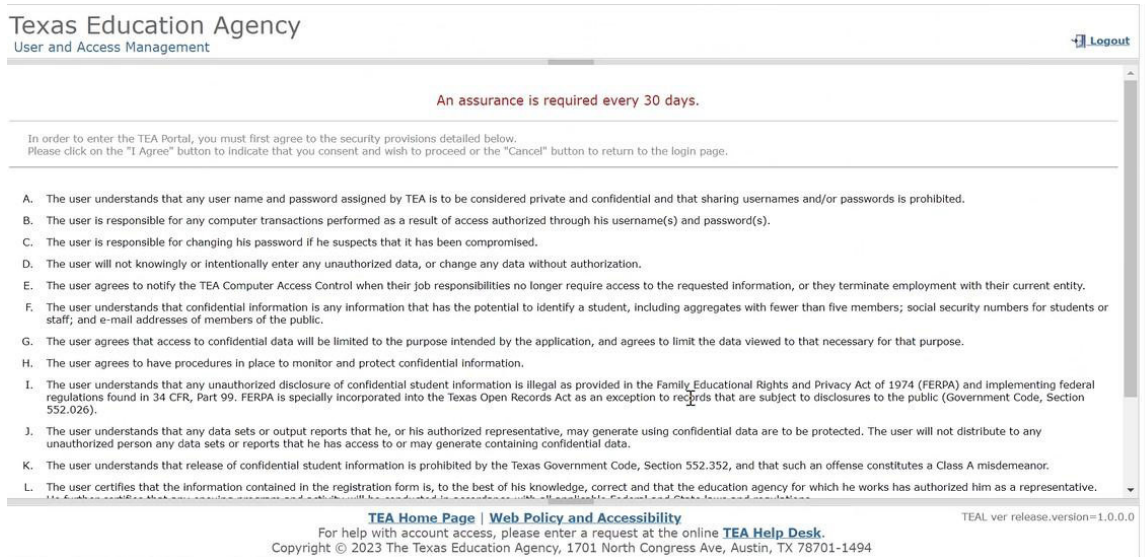 Texas Education Agency
User and Access Management
Logout
An assurance is required every 30 days.
In order to enter the TEA Portal, you must first agree to the security provisions detailed below.
Please click on the "I Agree" button to indicate that you consent and wish to proceed or the "Cancel" button to return to the login page.
A. The user understands that any user name and password assigned by TEA is to be considered private and confidential and that sharing usernames and/or passwords is prohibited.
B. The user is responsible for any computer transactions performed as a result of access authorized through his username(s) and password(s).
C. The user is responsible for changing his password if he suspects that it has been compromised.
D. The user will not knowingly or intentionally enter any unauthorized data, or change any data without authorization.
E. The user agrees to notify the TEA Computer Access Control when their job responsibilities no longer require access to the requested information, or they terminate employment with their current entity.
F. The user understands that confidential information is any information that has the potential to identify a student, including aggregates with fewer than five members; social security numbers for students or
staff; and e-mail addresses of members of the public.
G. The user agrees that access to confidential data will be limited to the purpose intended by the application, and agrees to limit the data viewed to that necessary for that purpose.
H. The user agrees to have procedures in place to monitor and protect confidential information.
I. The user understands that any unauthorized disclosure of confidential student information is illegal as provided in the Family Educational Rights and Privacy Act of 1974 (FERPA) and implementing federal
regulations found in 34 CFR, Part 99. FERPA is specially incorporated into the Texas Open Records Act as an exception to records that are subject to disclosures to the public (Government Code, Section
552.026).
J. The user understands that any data sets or output reports that he, or his authorized representative, may generate using confidential data are to be protected. The user will not distribute to any
unauthorized person any data sets or reports that he has access to or may generate containing confidential data.
K. The user understands that release of confidential student information is prohibited by the Texas Government Code, Section 552.352, and that such an offense constitutes a Class A misdemeanor.
L. The user certifies that the information contained in the registration form is, to the best of his knowledge, correct and that the education agency for which he works has authorized him as a representative.
He further certifies that any ensuing program and activity will be conducted in accordance with all applicable Federal and State laws and regulations.
TEA Home Page | Web Policy and Accessibility
TEAL ver release.version=1.0.0.0
For help with account access, please enter a request at the online TEA Help Desk.
Copyright © 2023 The Texas Education Agency, 1701 North Congress Ave, Austin, TX 78701-1494